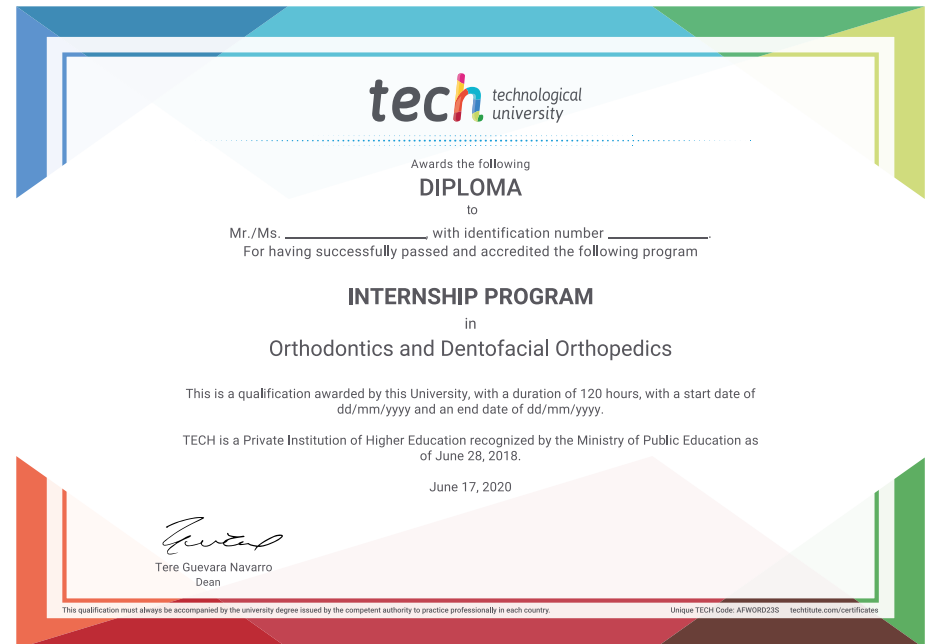 tech technological
university
Awards the following
DIPLOMA
to
Mr./Ms. ____________________, with identification number ______________.
For having successfully passed and accredited the following program
INTERNSHIP PROGRAM
in
Orthodontics and Dentofacial Orthopedics
This is a qualification awarded by this University, with a duration of 120 hours, with a start date of
dd/mm/yyyy and an end date of dd/mm/yyyy.
TECH is a Private Institution of Higher Education recognized by the Ministry of Public Education as
of June 28, 2018.
June 17, 2020
Tere Guevara Navarro
Dean
This qualification must always be accompanied by the university degree issued by the competent authority to practice professionally in each country.
Unique TECH Code: AFWORD23S techtitute.com/certificates